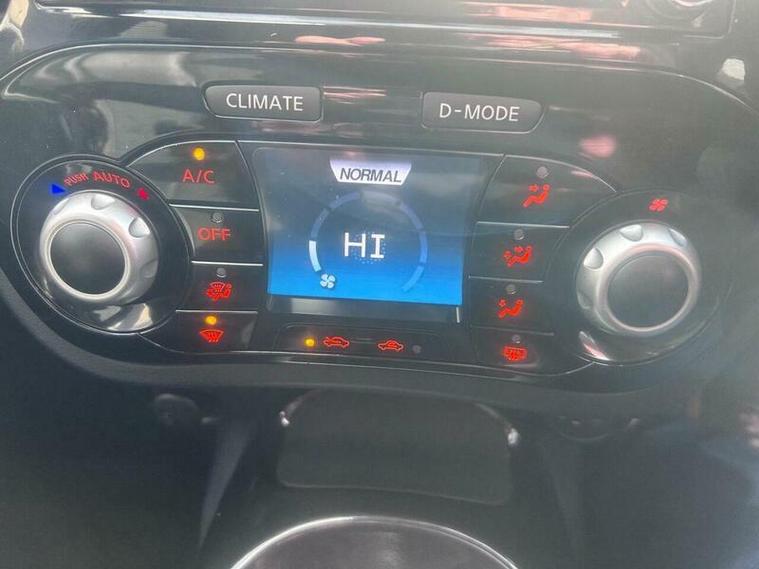 CLIMATE
D-MODE
PUSH AUTO
A/C
NORMAL
OFF
HI